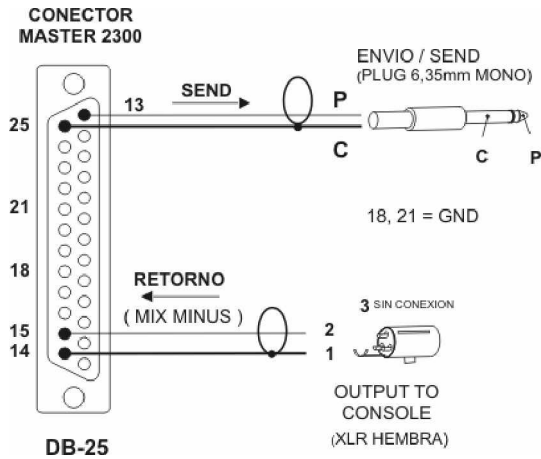 CONECTOR
MASTER 2300
ENVIO / SEND
(PLUG 6,35mm MONO)
13
SEND
P
25
C
C
P
21
18, 21 = GND
18
RETORNO
( MIX MINUS )
3 SIN CONEXION
15
2
14
1
OUTPUT TO
CONSOLE
(XLR HEMBRA)
DB-25